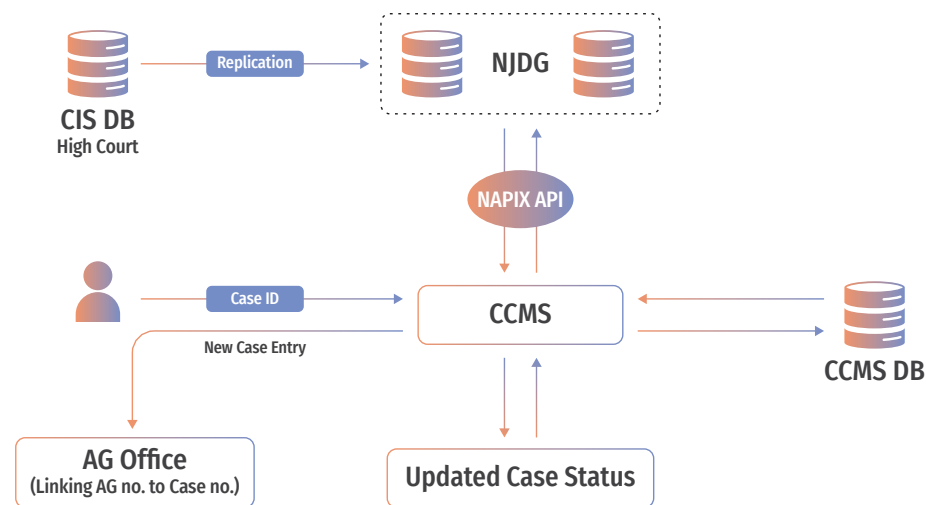 Replication
NJDG
CIS DB
High Court
NAPIX API
Case ID
CCMS
New Case Entry
CCMS DB
AG Office
(Linking AG no. to Case no.)
Updated Case Status